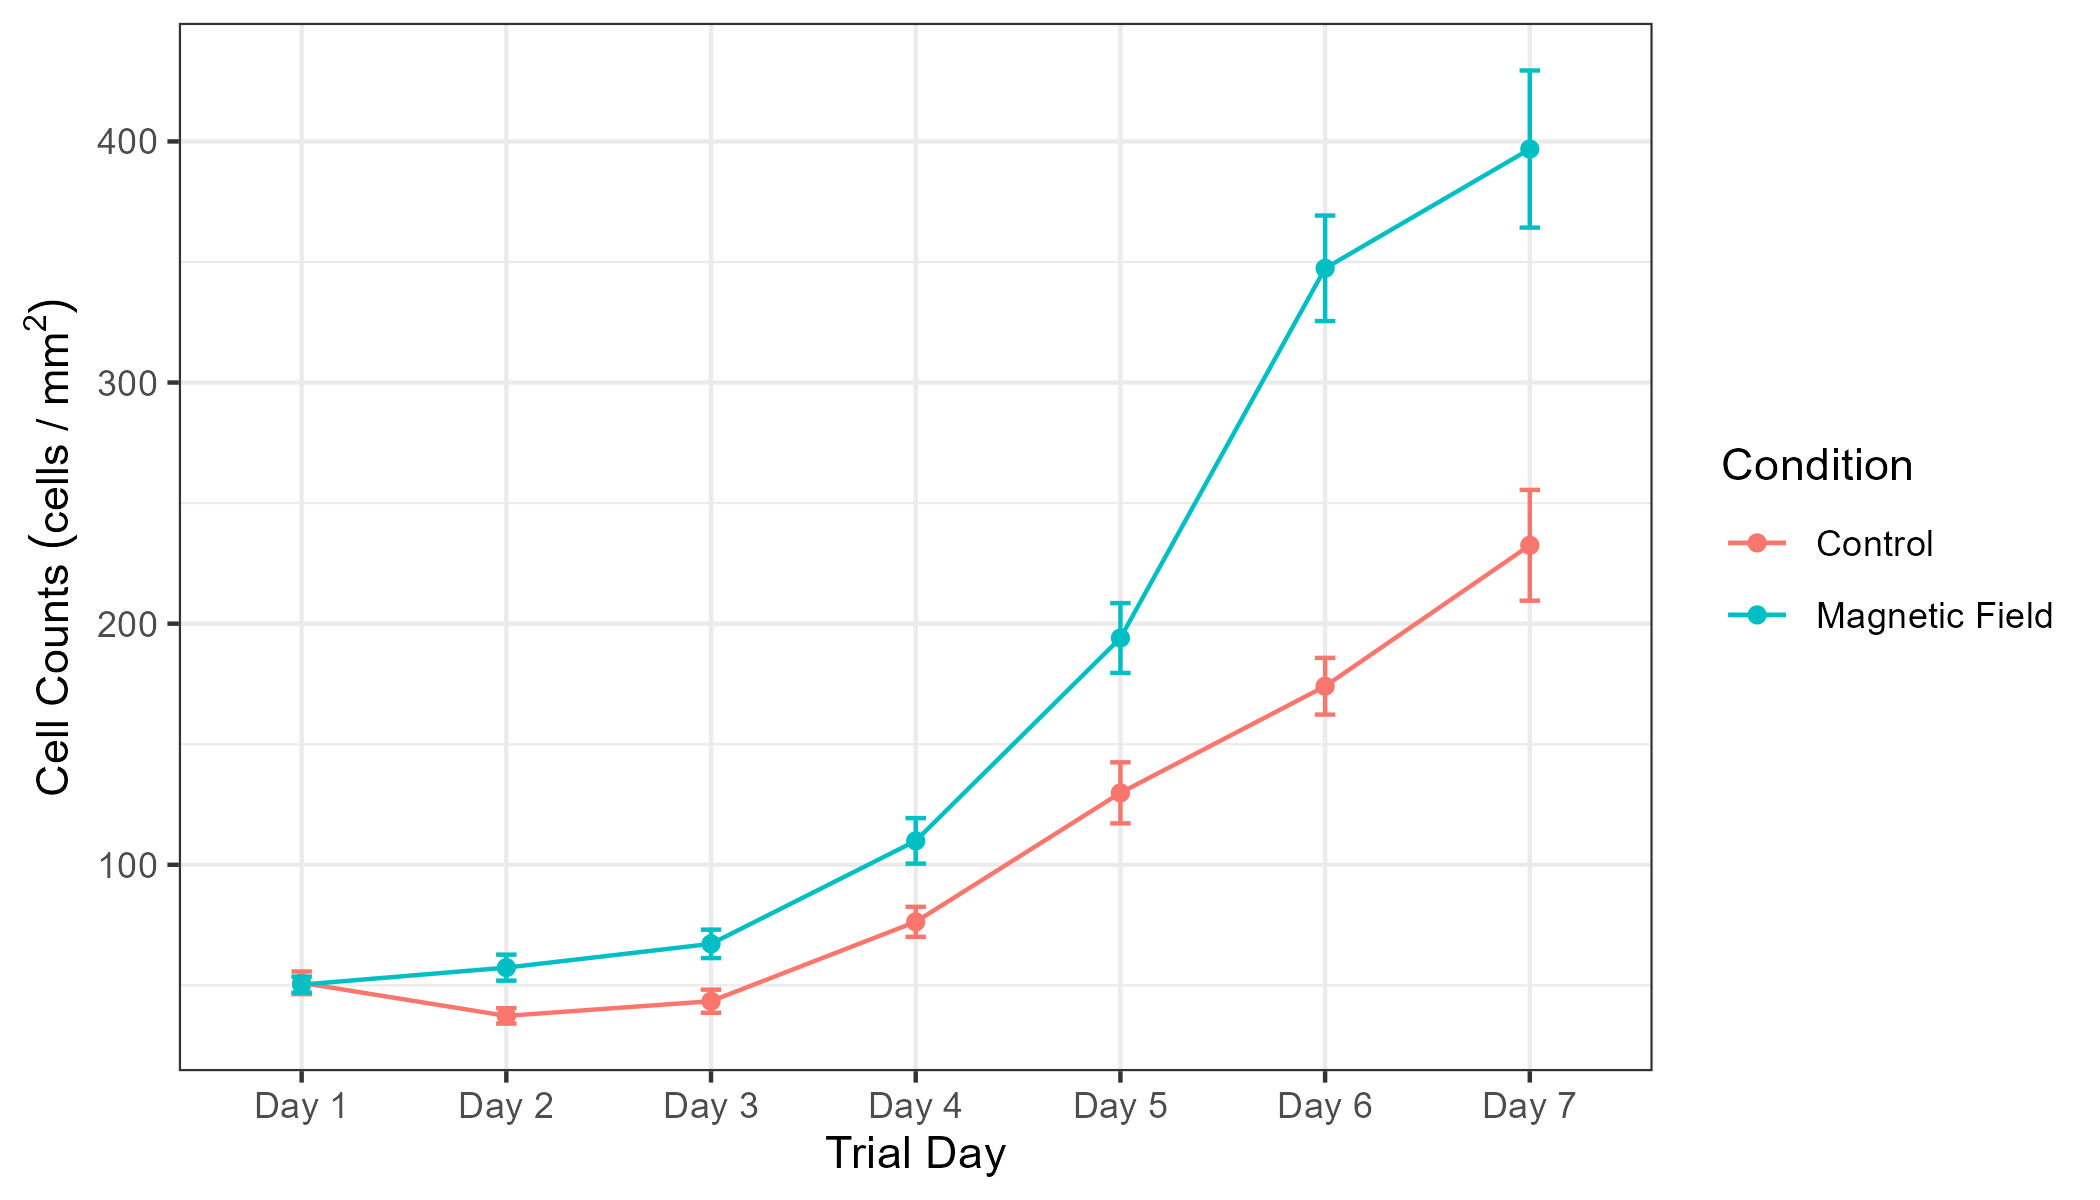 400
300
200
100
Cell Counts (cells / mm²)
Day 1 Day 2 Day 3 Day 4 Day 5 Day 6 Day 7
Trial Day
Condition
Control
Magnetic Field